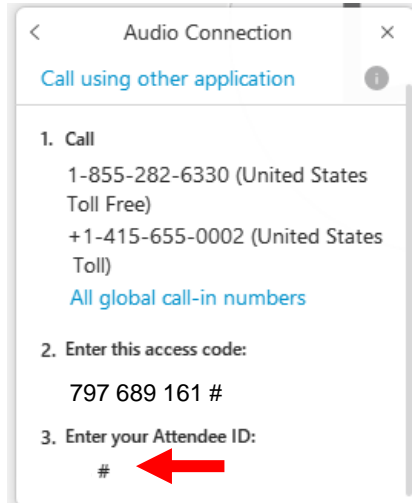 Audio Connection
Call using other application
1. Call
1-855-282-6330 (United States
Toll Free)
+1-415-655-0002 (United States
Toll)
All global call-in numbers
2. Enter this access code:
797 689 161 #
3. Enter your Attendee ID:
#